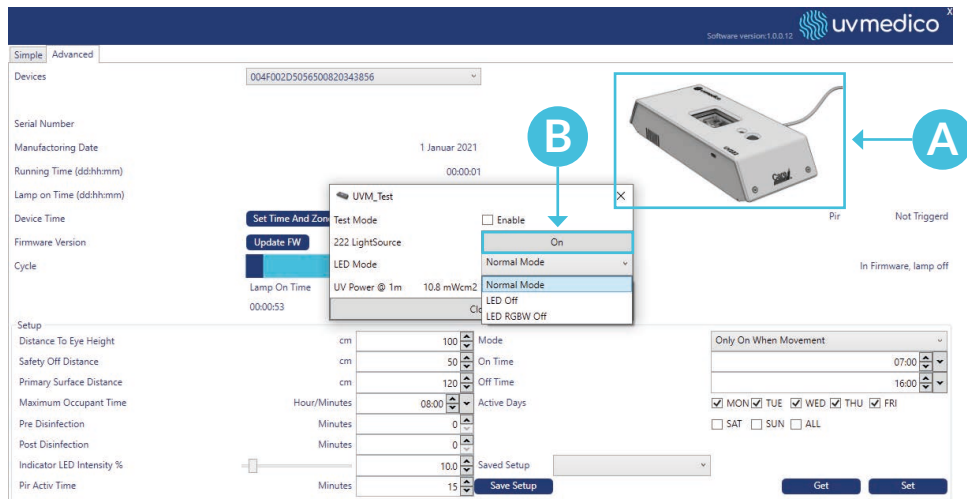 X
uvmedico
Software version:1.0.0.12
Simple Advanced
Devices 004F002D5056500820343856
Serial Number
Manufactoring Date 1 Januar 2021
Running Time (dd:hh:mm) 00:00:01
Lamp on Time (dd:hh:mm)
Device Time Set Time And Zon Pir Not Triggerd
Firmware Version Update FW
Cycle In Firmware, lamp off
Lamp On Time
00:00:53
B
A
uvmedico
UVM_Test
Test Mode Enable
222 LightSource On
LED Mode Normal Mode
UV Power @ 1m 10.8 mWcm2 Normal Mode
LED Off
LED RGBW Off
Clo
Setup
Distance To Eye Height cm 100 Mode Only On When Movement
Safety Off Distance cm 50 On Time 07:00
Primary Surface Distance cm 120 Off Time 16:00
Maximum Occupant Time Hour/Minutes 08:00 Active Days MON TUE WED THU FRI
Pre Disinfection Minutes 0 SAT SUN ALL
Post Disinfection Minutes 0
Indicator LED Intensity % 10.0 Saved Setup
Pir Activ Time Minutes 15 Save Setup Get Set